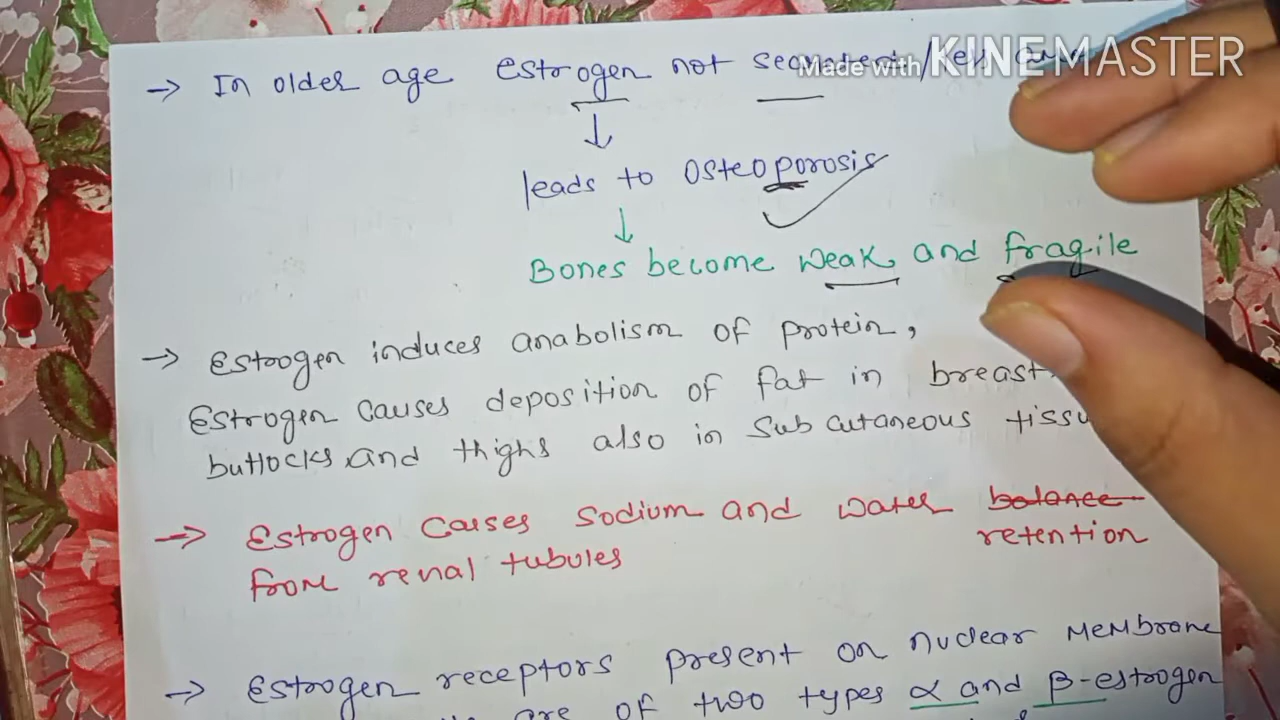 Made with KINEMASTER
→ In older age estrogen not
↓
leads to osteoporosis
↓
Bones become weak and fragile
→ Estrogen induces anabolism of protein,
Estrogen causes deposition of fat in breast
buttocks and thighs also in Subcutaneous
→ Estrogen causes sodium and water balance
retention
from renal tubules
→ Estrogen receptors present on nuclear membrane
are of two types α and β-estrogen